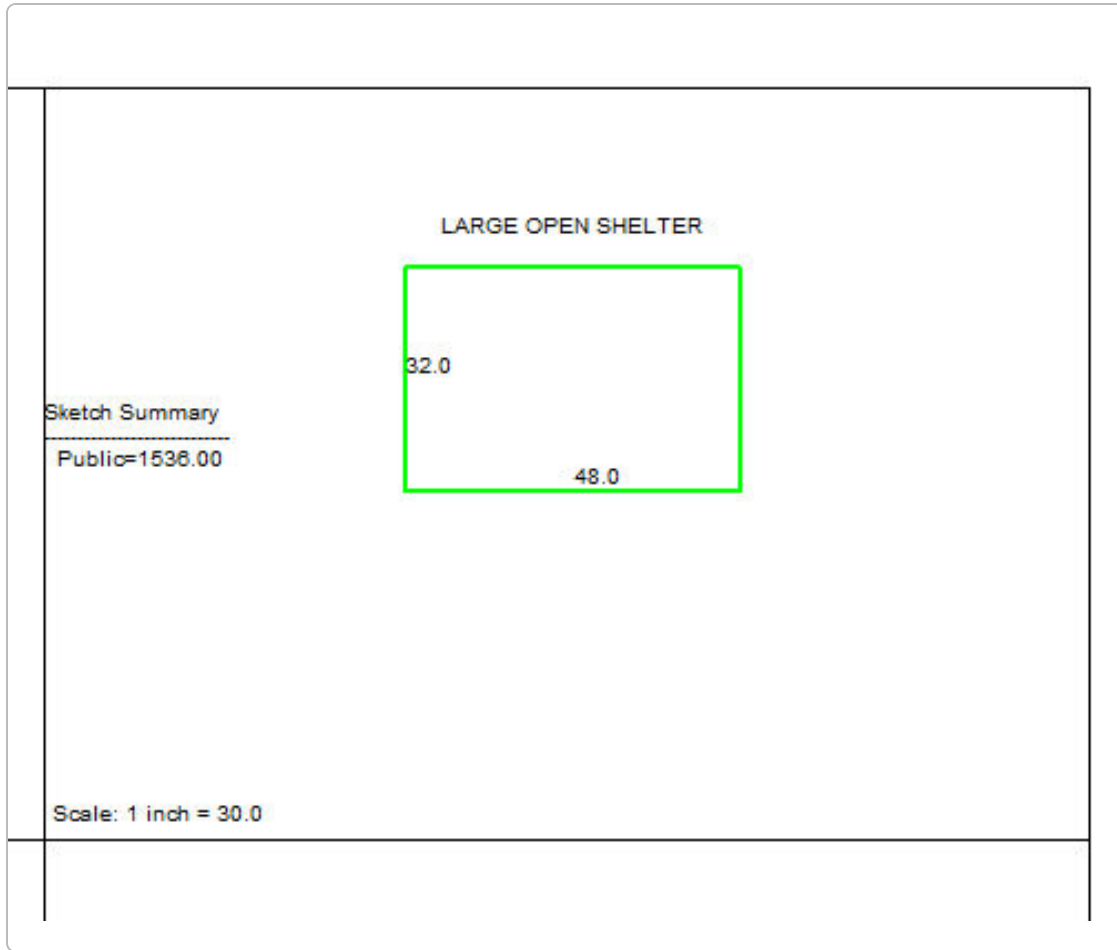 LARGE OPEN SHELTER
32.0
Sketch Summary
Public=1536.00
48.0
Scale: 1 inch = 30.0